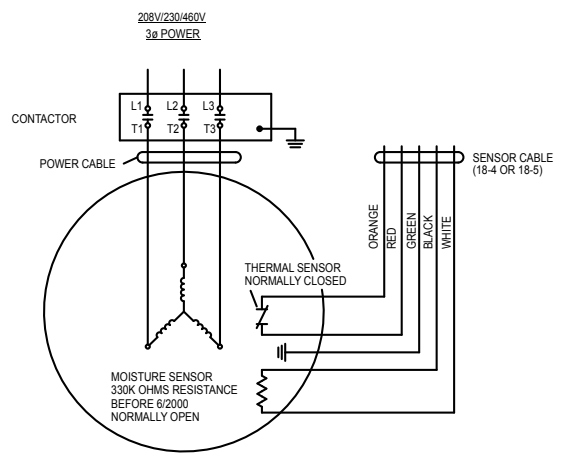 208V/230/460V
3ø POWER
L1
L2
L3
CONTACTOR
T1
T2
T3
POWER CABLE
SENSOR CABLE
(18-4 OR 18-5)
ORANGE
RED
GREEN
BLACK
WHITE
THERMAL SENSOR
NORMALLY CLOSED
MOISTURE SENSOR
330K OHMS RESISTANCE
BEFORE 6/2000
NORMALLY OPEN